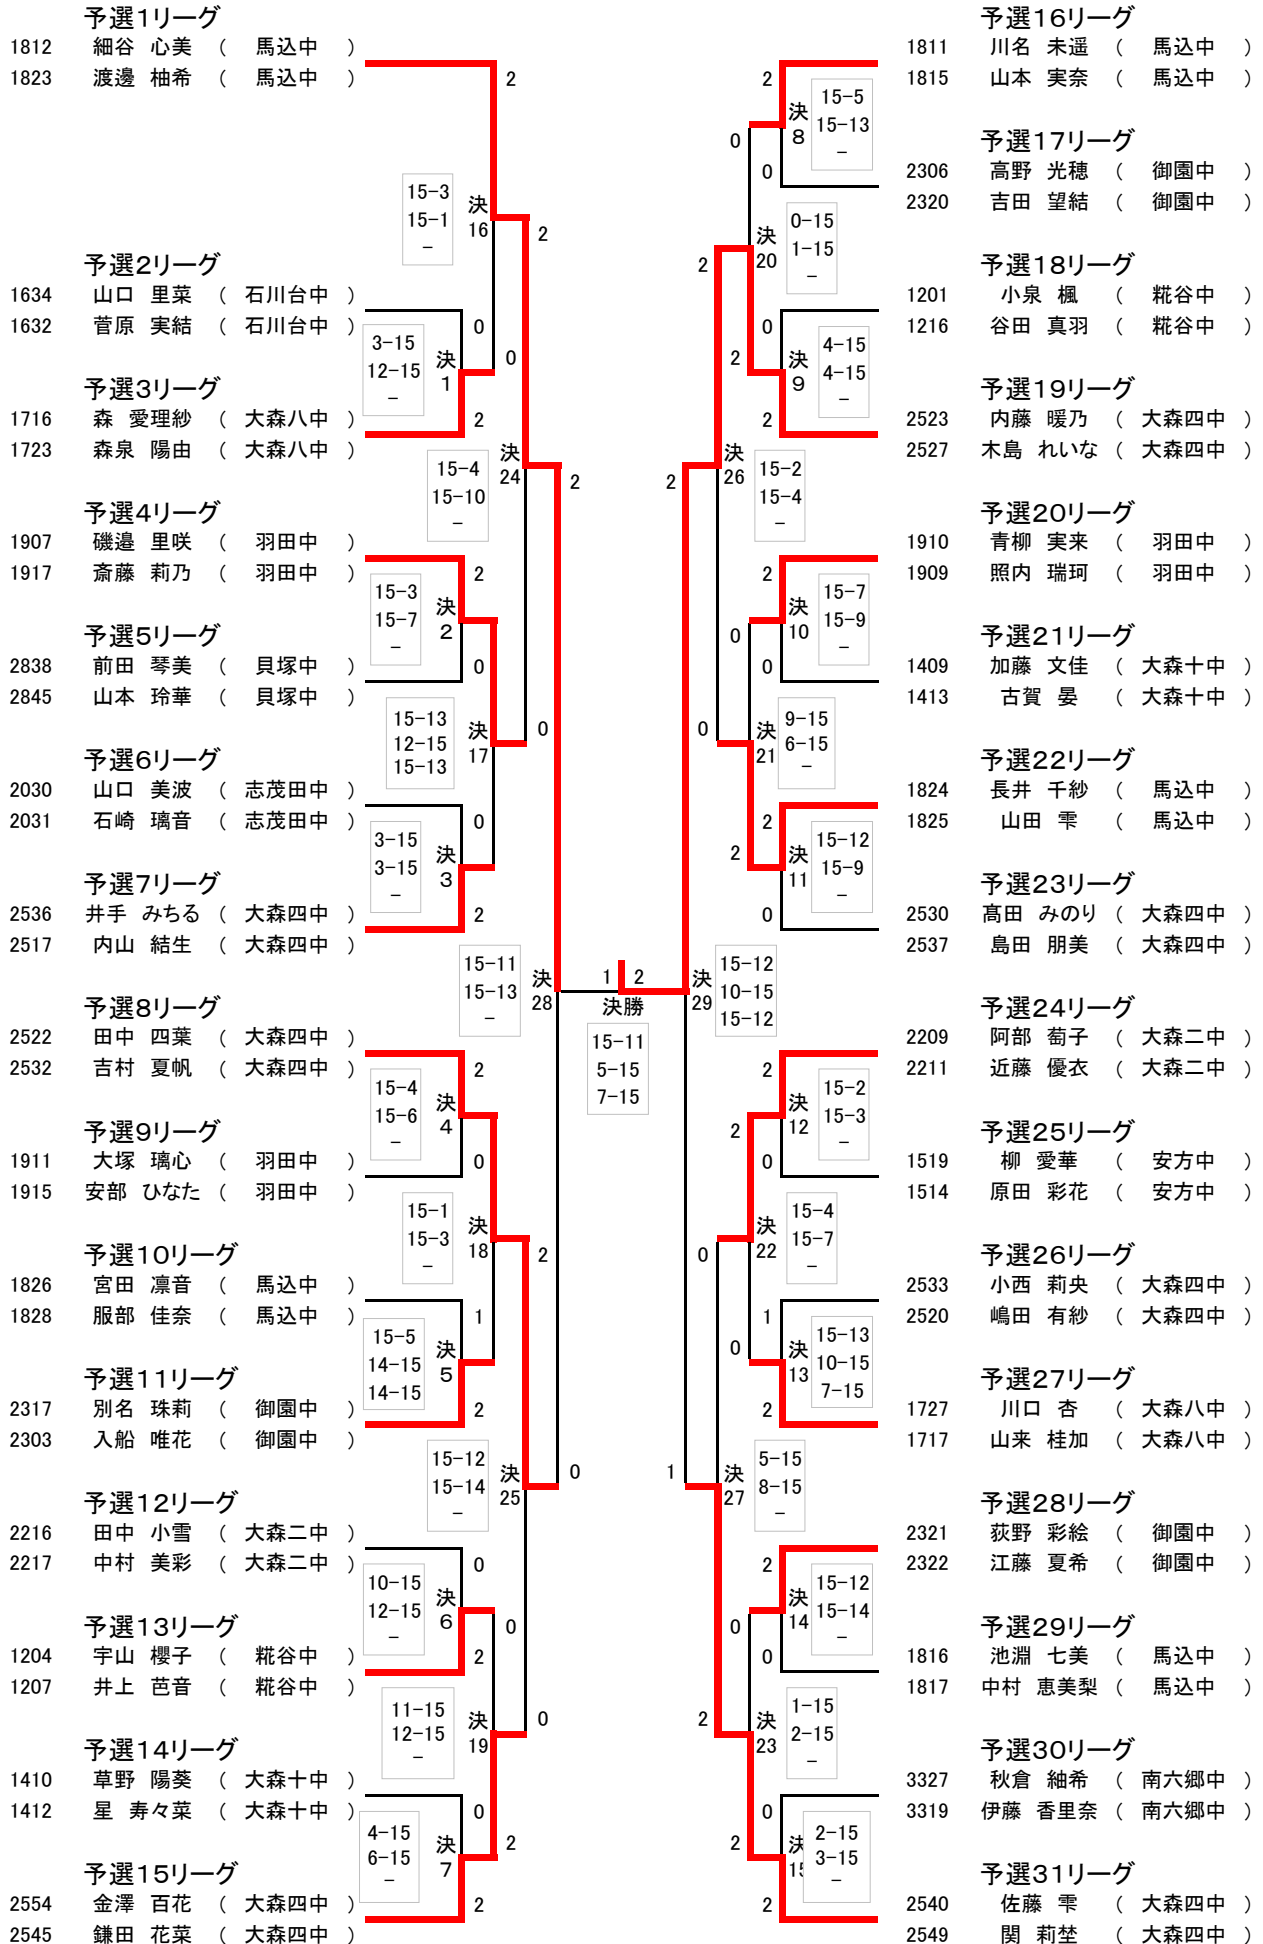 予選1リーグ
1812 細谷 心美 ( 馬込中 )
1823 渡邊 柚希 ( 馬込中 )
2
15-3
15-1
-
決
16
2
予選2リーグ
1634 山口 里菜 ( 石川台中 )
1632 菅原 実結 ( 石川台中 )
0
3-15
12-15
-
決
1
0
予選3リーグ
1716 森 愛理紗 ( 大森八中 )
1723 森泉 陽由 ( 大森八中 )
2
15-4
15-10
-
決
24
2
予選4リーグ
1907 磯邉 里咲 ( 羽田中 )
1917 斎藤 莉乃 ( 羽田中 )
2
15-3
15-7
-
決
2
予選5リーグ
2838 前田 琴美 ( 貝塚中 )
2845 山本 玲華 ( 貝塚中 )
0
15-13
12-15
15-13
決
17
0
予選6リーグ
2030 山口 美波 ( 志茂田中 )
2031 石崎 璃音 ( 志茂田中 )
0
3-15
3-15
-
決
3
予選7リーグ
2536 井手 みちる ( 大森四中 )
2517 内山 結生 ( 大森四中 )
2
15-11
15-13
-
決
28
予選8リーグ
2522 田中 四葉 ( 大森四中 )
2532 吉村 夏帆 ( 大森四中 )
2
15-4
15-6
-
決
4
予選9リーグ
1911 大塚 璃心 ( 羽田中 )
1915 安部 ひなた ( 羽田中 )
0
15-1
15-3
-
決
18
2
予選10リーグ
1826 宮田 凛音 ( 馬込中 )
1828 服部 佳奈 ( 馬込中 )
1
15-5
14-15
14-15
決
5
予選11リーグ
2317 別名 珠莉 ( 御園中 )
2303 入船 唯花 ( 御園中 )
2
15-12
15-14
-
決
25
0
予選12リーグ
2216 田中 小雪 ( 大森二中 )
2217 中村 美彩 ( 大森二中 )
0
10-15
12-15
-
決
6
0
予選13リーグ
1204 宇山 櫻子 ( 糀谷中 )
1207 井上 芭音 ( 糀谷中 )
2
11-15
12-15
-
決
19
0
予選14リーグ
1410 草野 陽葵 ( 大森十中 )
1412 星 寿々菜 ( 大森十中 )
0
4-15
6-15
-
決
7
2
予選15リーグ
2554 金澤 百花 ( 大森四中 )
2545 鎌田 花菜 ( 大森四中 )
2
1 2
決勝
15-11
5-15
7-15
予選16リーグ
1811 川名 未遥 ( 馬込中 )
1815 山本 実奈 ( 馬込中 )
2
15-5
15-13
-
決
8
0
予選17リーグ
2306 高野 光穂 ( 御園中 )
2320 吉田 望結 ( 御園中 )
0
0-15
1-15
-
決
20
2
予選18リーグ
1201 小泉 楓 ( 糀谷中 )
1216 谷田 真羽 ( 糀谷中 )
0
4-15
4-15
-
決
9
2
予選19リーグ
2523 内藤 暖乃 ( 大森四中 )
2527 木島 れいな ( 大森四中 )
2
15-2
15-4
-
決
26
2
予選20リーグ
1910 青柳 実来 ( 羽田中 )
1909 照内 瑞珂 ( 羽田中 )
2
15-7
15-9
-
決
10
0
予選21リーグ
1409 加藤 文佳 ( 大森十中 )
1413 古賀 晏 ( 大森十中 )
0
9-15
6-15
-
決
21
0
予選22リーグ
1824 長井 千紗 ( 馬込中 )
1825 山田 雫 ( 馬込中 )
2
15-12
15-9
-
決
11
2
予選23リーグ
2530 髙田 みのり ( 大森四中 )
2537 島田 朋美 ( 大森四中 )
0
15-12
10-15
15-12
決
29
予選24リーグ
2209 阿部 萄子 ( 大森二中 )
2211 近藤 優衣 ( 大森二中 )
2
15-2
15-3
-
決
12
2
予選25リーグ
1519 柳 愛華 ( 安方中 )
1514 原田 彩花 ( 安方中 )
0
15-4
15-7
-
決
22
0
予選26リーグ
2533 小西 莉央 ( 大森四中 )
2520 嶋田 有紗 ( 大森四中 )
1
15-13
10-15
7-15
決
13
0
予選27リーグ
1727 川口 杏 ( 大森八中 )
1717 山来 桂加 ( 大森八中 )
2
5-15
8-15
-
決
27
1
予選28リーグ
2321 荻野 彩絵 ( 御園中 )
2322 江藤 夏希 ( 御園中 )
2
15-12
15-14
-
決
14
0
予選29リーグ
1816 池淵 七美 ( 馬込中 )
1817 中村 恵美梨 ( 馬込中 )
0
1-15
2-15
-
決
23
2
予選30リーグ
3327 秋倉 紬希 ( 南六郷中 )
3319 伊藤 香里奈 ( 南六郷中 )
0
2-15
3-15
-
決
15
2
予選31リーグ
2540 佐藤 雫 ( 大森四中 )
2549 関 莉埜 ( 大森四中 )
2